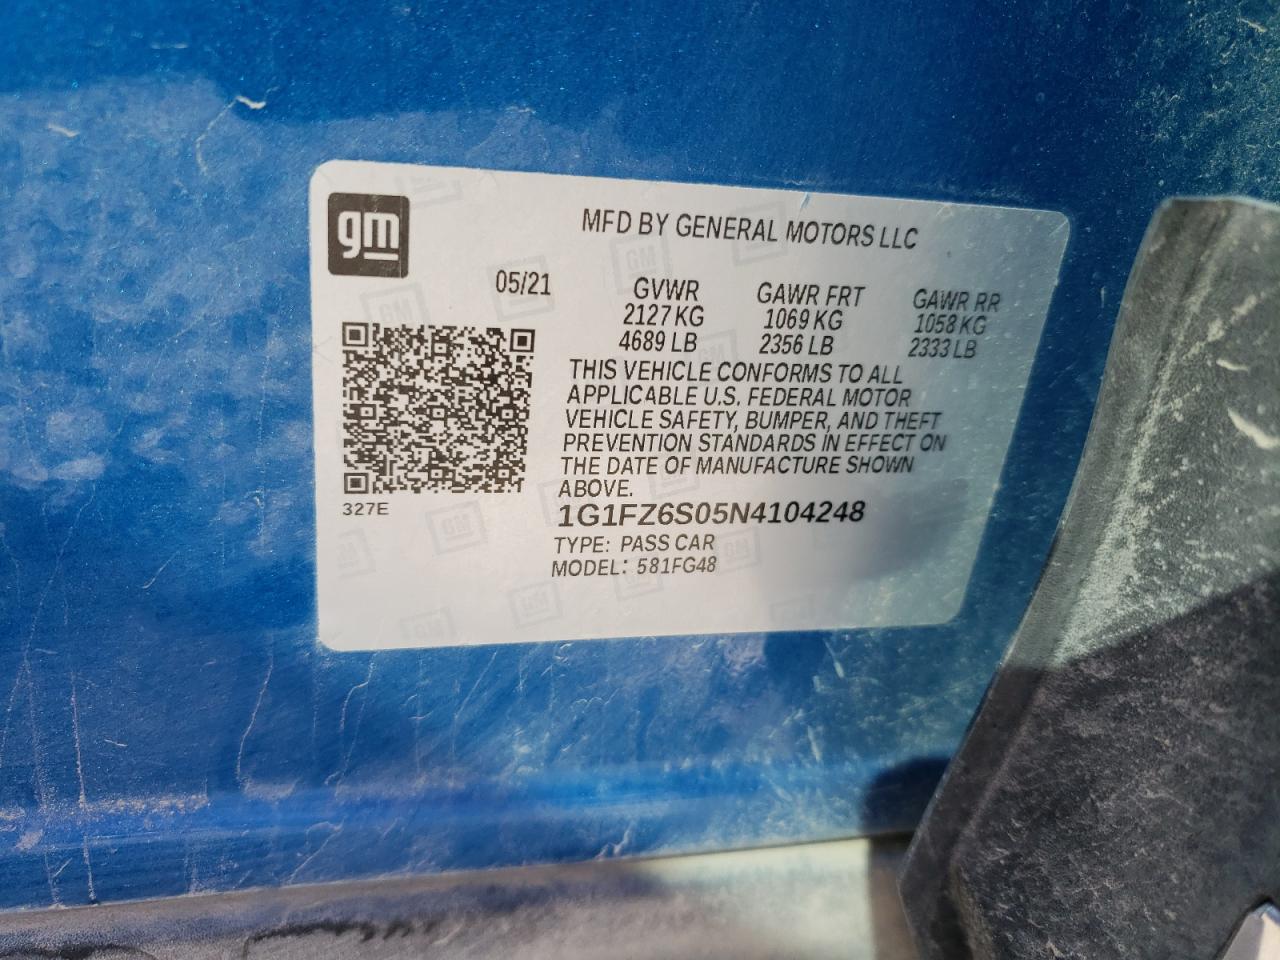 gm
MFD BY GENERAL MOTORS LLC
05/21
GVWR
2127 KG
4689 LB
GAWR FRT
1069 KG
2356 LB
GAWR RR
1058 KG
2333 LB
THIS VEHICLE CONFORMS TO ALL
APPLICABLE U.S. FEDERAL MOTOR
VEHICLE SAFETY, BUMPER, AND THEFT
PREVENTION STANDARDS IN EFFECT ON
THE DATE OF MANUFACTURE SHOWN
ABOVE.
327E
1G1FZ6S05N4104248
TYPE: PASS CAR
MODEL: 581FG48